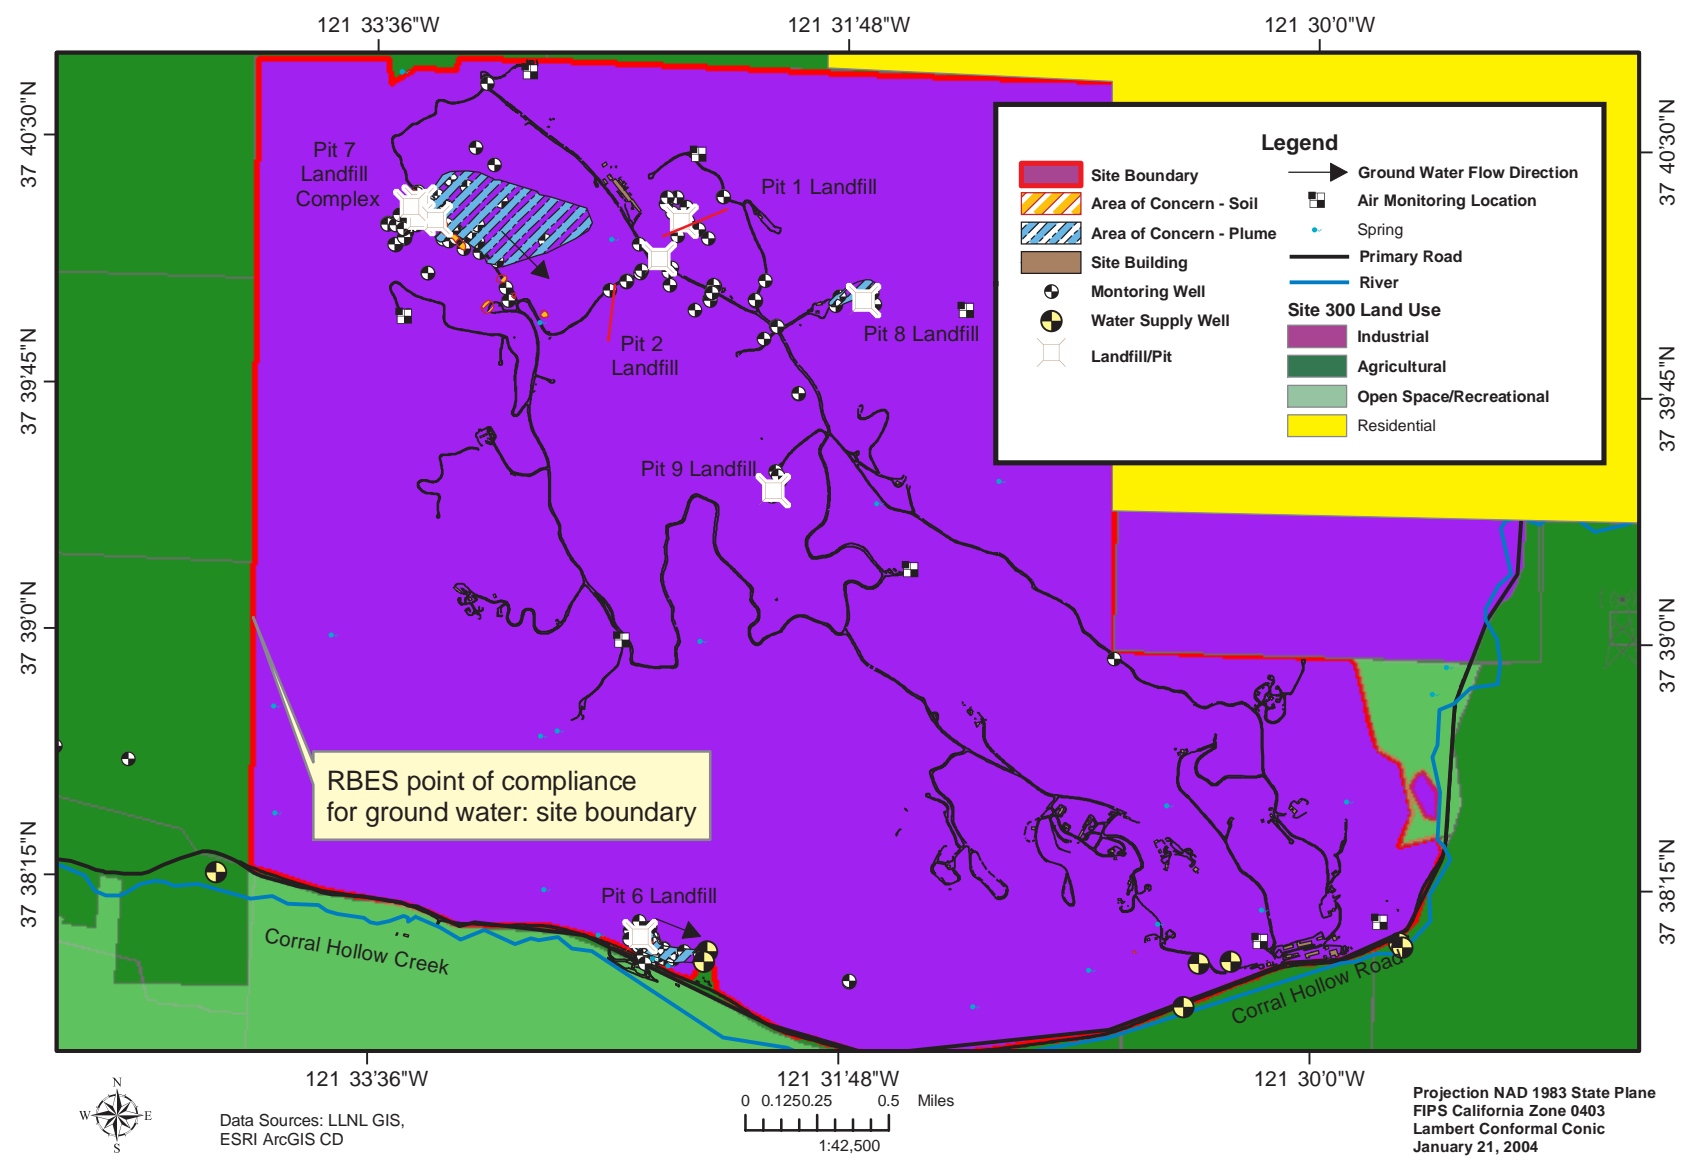 121 33'36"W
121 31'48"W
121 30'0"W
37 40'30"N
37 39'45"N
37 39'0"N
37 38'15"N
37 40'30"N
37 39'45"N
37 39'0"N
37 38'15"N
Pit 7
Landfill
Complex
Pit 1 Landfill
Pit 2
Landfill
Pit 8 Landfill
Pit 9 Landfill
Pit 6 Landfill
Corral Hollow Creek
Corral Hollow Road
RBES point of compliance
for ground water: site boundary
Legend
Site Boundary
Area of Concern - Soil
Area of Concern - Plume
Site Building
Montoring Well
Water Supply Well
Landfill/Pit
Ground Water Flow Direction
Air Monitoring Location
Spring
Primary Road
River
Site 300 Land Use
Industrial
Agricultural
Open Space/Recreational
Residential
121 33'36"W
121 31'48"W
121 30'0"W
N
W E
S
Data Sources: LLNL GIS,
ESRI ArcGIS CD
0 0.1250.25 0.5 Miles
1:42,500
Projection NAD 1983 State Plane
FIPS California Zone 0403
Lambert Conformal Conic
January 21, 2004